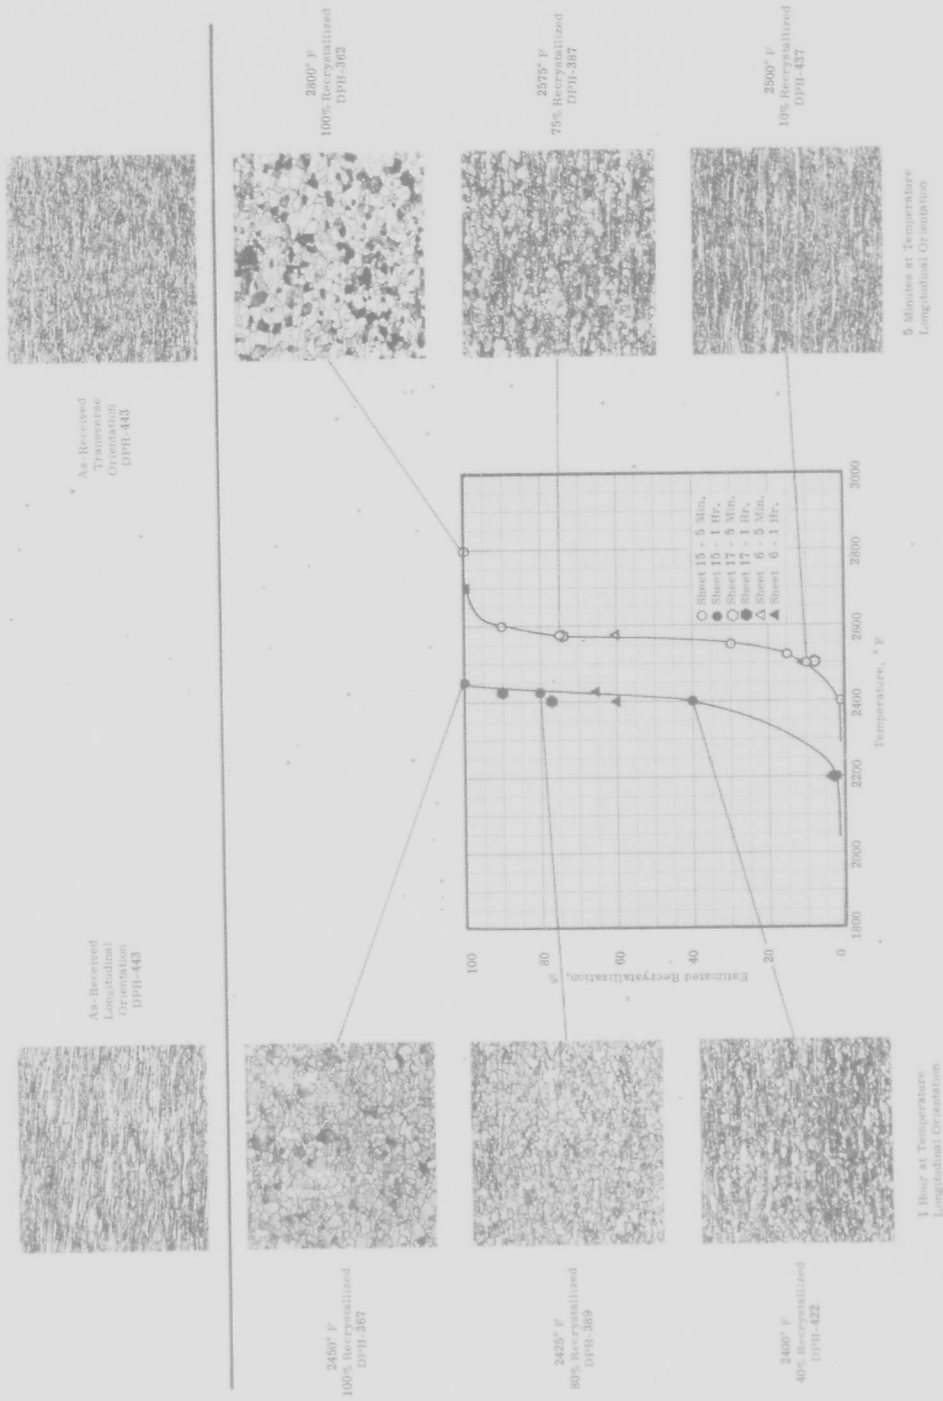 As-Received
Longitudinal
Orientation
DPH-443
As-Received
Transverse
Orientation
DPH-443
2450° F
100% Recrystallized
DPH-367
2800° F
100% Recrystallized
DPH-362
2425° F
80% Recrystallized
DPH-389
2575° F
75% Recrystallized
DPH-387
2400° F
40% Recrystallized
DPH-422
2500° F
10% Recrystallized
DPH-437
Estimated Recrystallization, %
100
80
60
40
20
0
Sheet 15 - 5 Min.
Sheet 15 - 1 Hr.
Sheet 17 - 5 Min.
Sheet 17 - 1 Hr.
Sheet 6 - 5 Min.
Sheet 6 - 1 Hr.
1800
2000
2200
2400
2600
2800
3000
Temperature, °F
1 Hour at Temperature
Longitudinal Orientation
5 Minutes at Temperature
Longitudinal Orientation